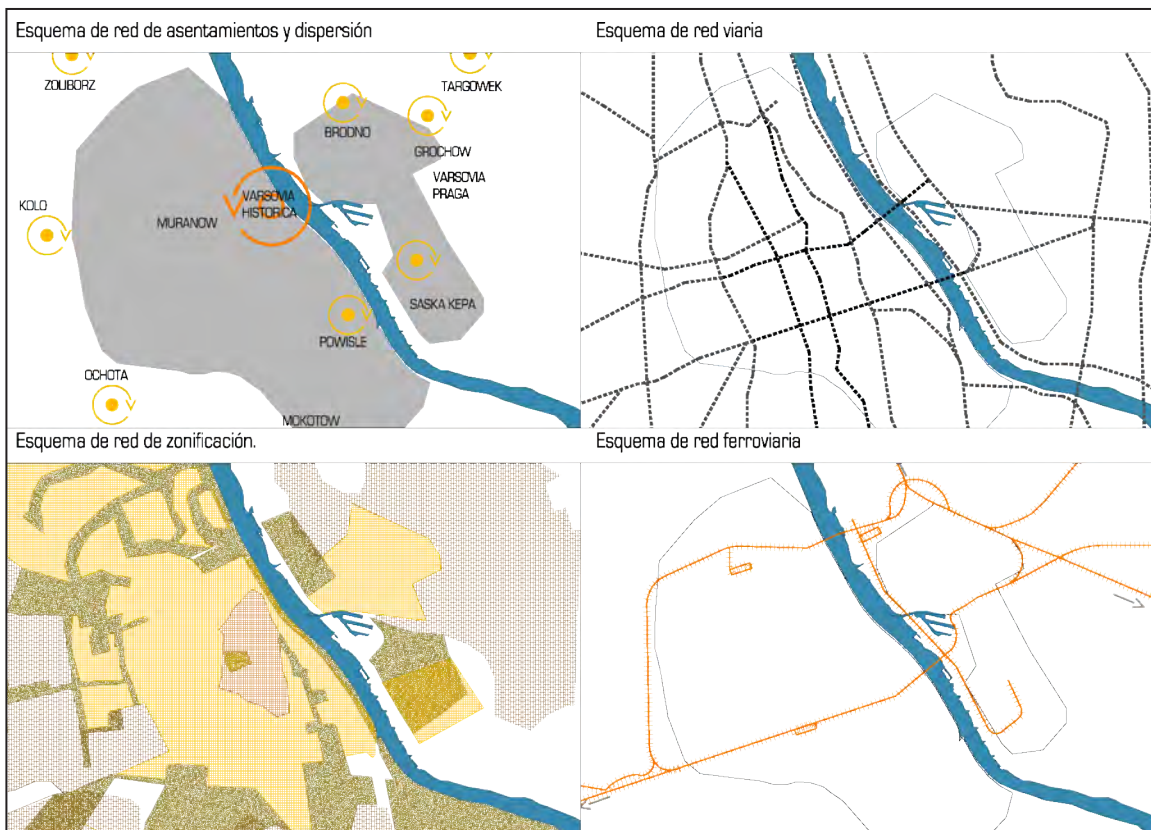 Esquema de red de asentamientos y dispersión
Esquema de red viaria
ZOLIBORZ
TARGOWEK
BRODNO
GROCHOW
VARSOVIA
PRAGA
VARSOVIA
HISTORICA
KOLO
MURANOW
SASKA KEPA
POWISLE
OCHOTA
MOKOTOW
Esquema de red de zonificación.
Esquema de red ferroviaria